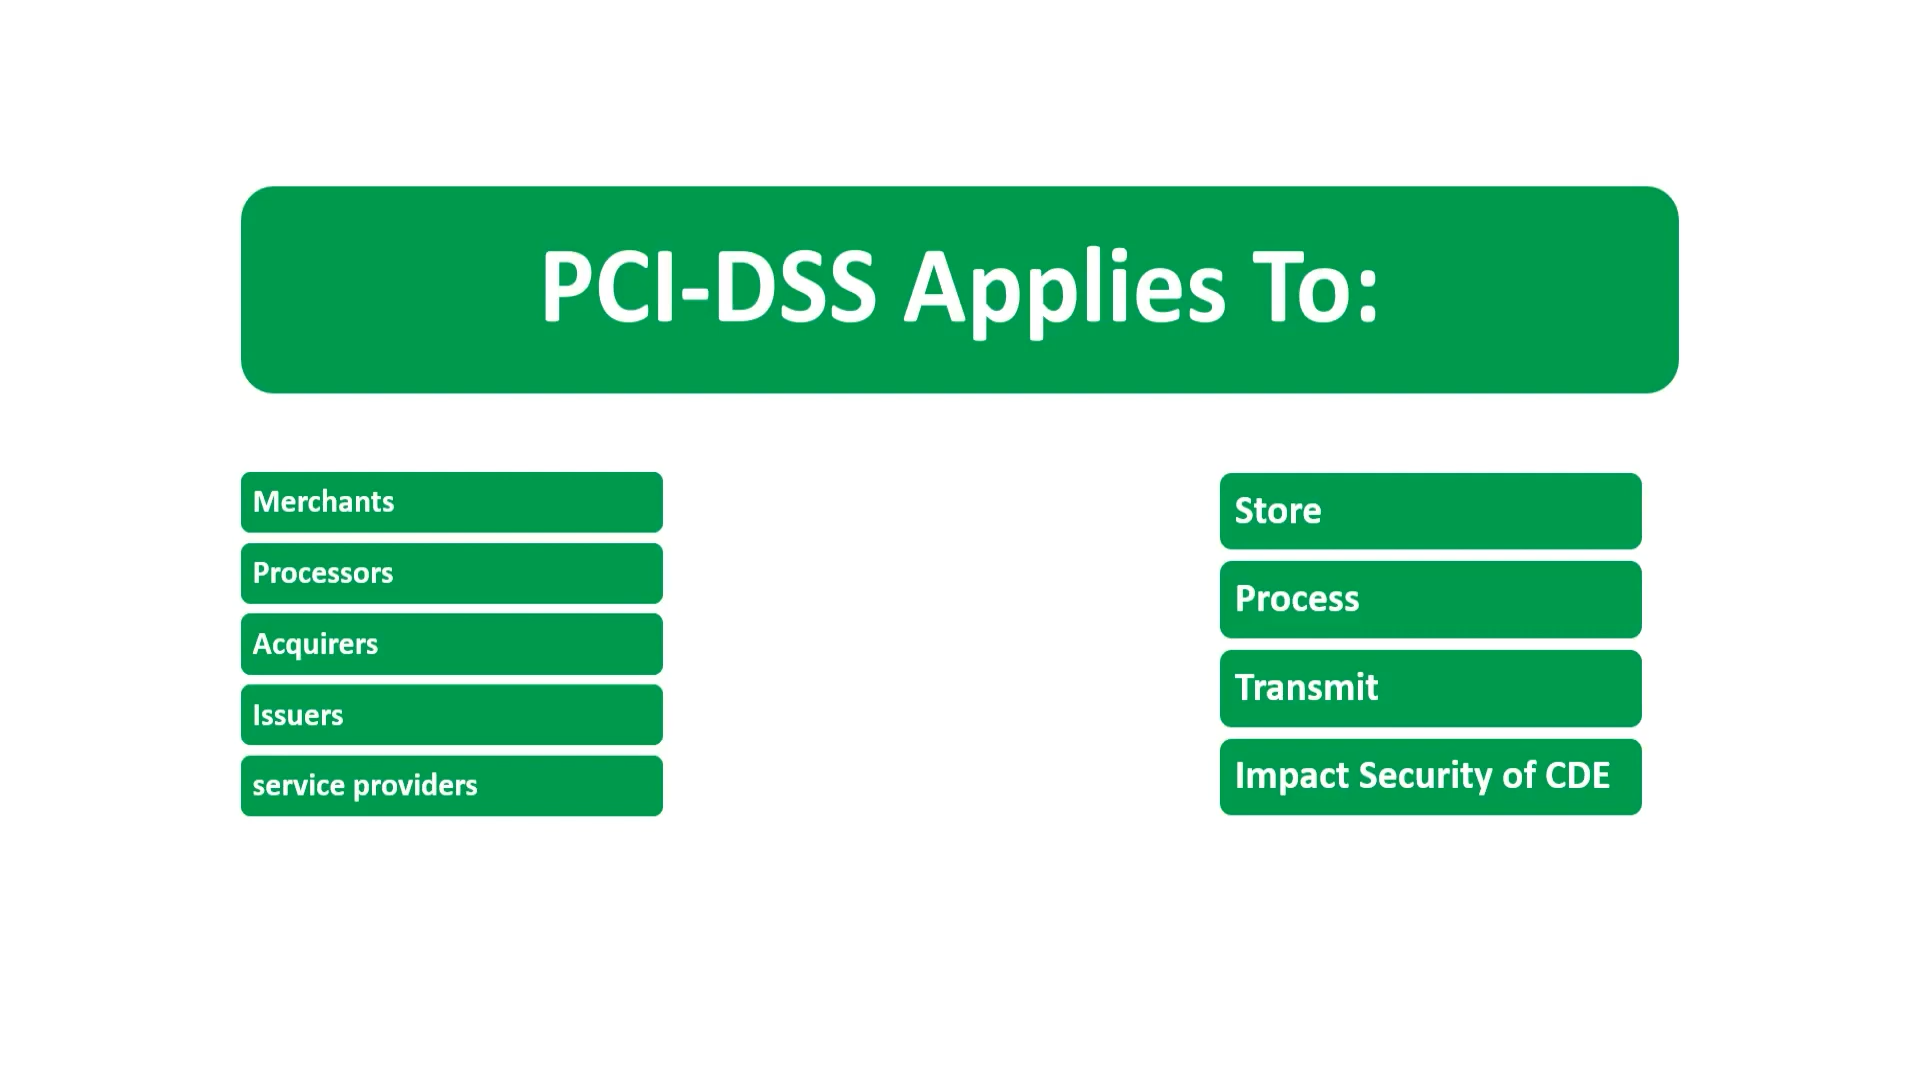 PCI-DSS Applies To:
Merchants
Processors
Acquirers
Issuers
service providers
Store
Process
Transmit
Impact Security of CDE